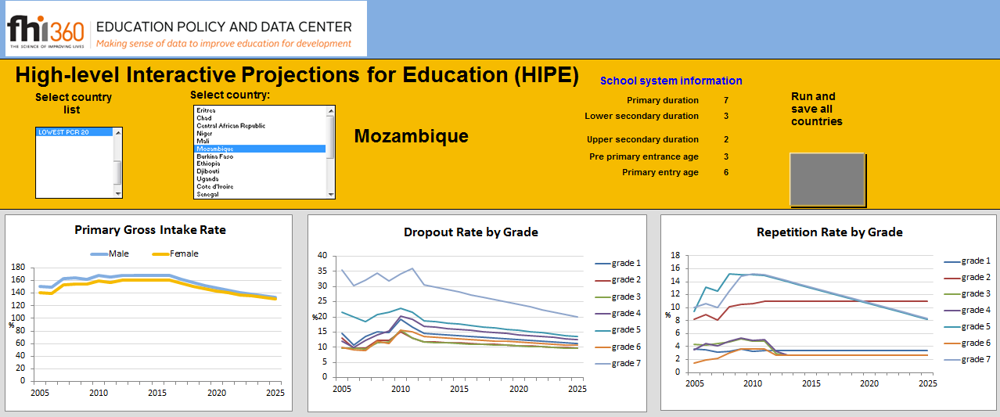 fhi360
THE SCIENCE OF IMPROVING LIVES
EDUCATION POLICY AND DATA CENTER
Making sense of data to improve education for development
High-level Interactive Projections for Education (HIPE)
Select country
list
LOWEST PCR 20
Select country:
Eritrea
Chad
Central African Republic
Niger
Mali
Mozambique
Burkina Faso
Ethiopia
Djibouti
Uganda
Cote d'Ivoire
Senegal
Mozambique
School system information
Primary duration 7
Lower secondary duration 3
Upper secondary duration 2
Pre primary entrance age 3
Primary entry age 6
Run and
save all
countries
Primary Gross Intake Rate
Male Female
180
160
140
120
100
%
80
60
40
20
0
2005 2010 2015 2020 2025
Dropout Rate by Grade
40
35
30
25
%20
15
10
5
0
2005 2010 2015 2020 2025
grade 1
grade 2
grade 3
grade 4
grade 5
grade 6
grade 7
Repetition Rate by Grade
18
16
14
12
10
%
8
6
4
2
0
2005 2010 2015 2020 2025
grade 1
grade 2
grade 3
grade 4
grade 5
grade 6
grade 7